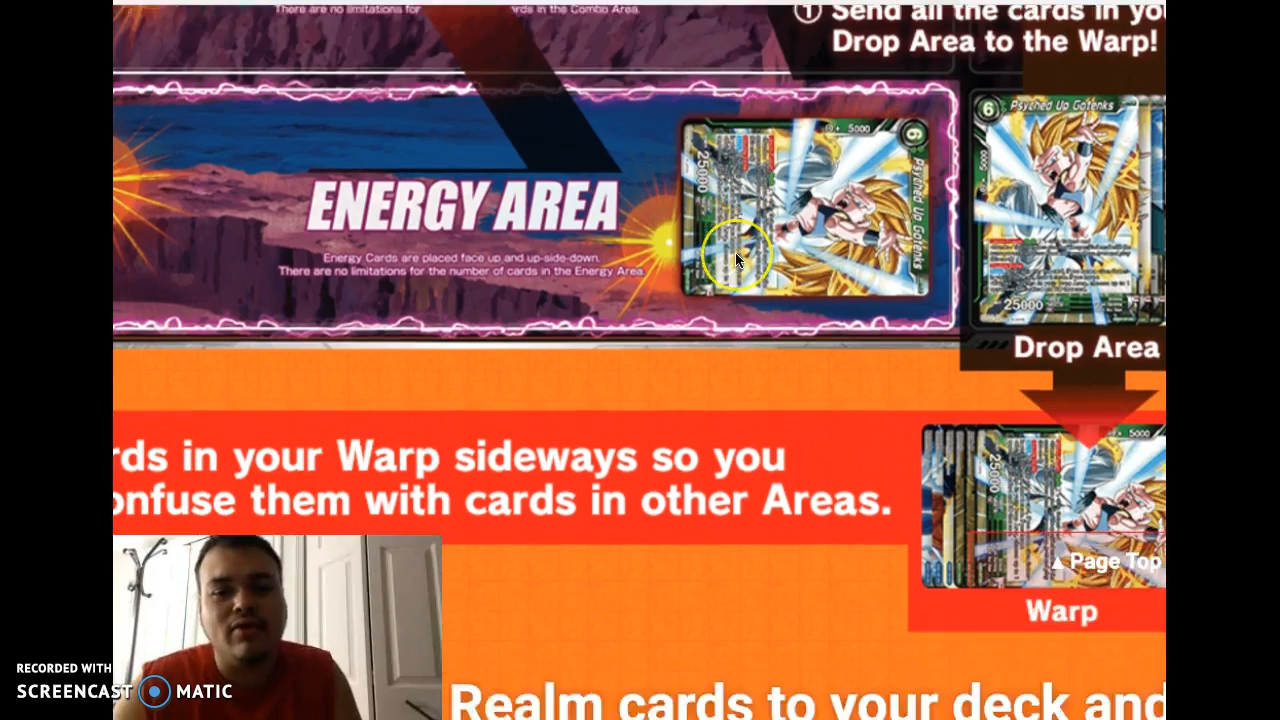 There are no limitations for
rds in the Combo Area.
① Send all the cards in yo
Drop Area to the Warp!
ENERGY AREA
Energy Cards are placed face up and up-side-down.
There are no limitations for the number of cards in the Energy Area.
5000
6
Psyched Up Gotenks
25000
6
Psyched Up Gotenks
5000
25000
Drop Area
rds in your Warp sideways so you
onfuse them with cards in other Areas.
5000
25000
▲ Page Top
Warp
RECORDED WITH
SCREENCAST MATIC
Realm cards to your deck and